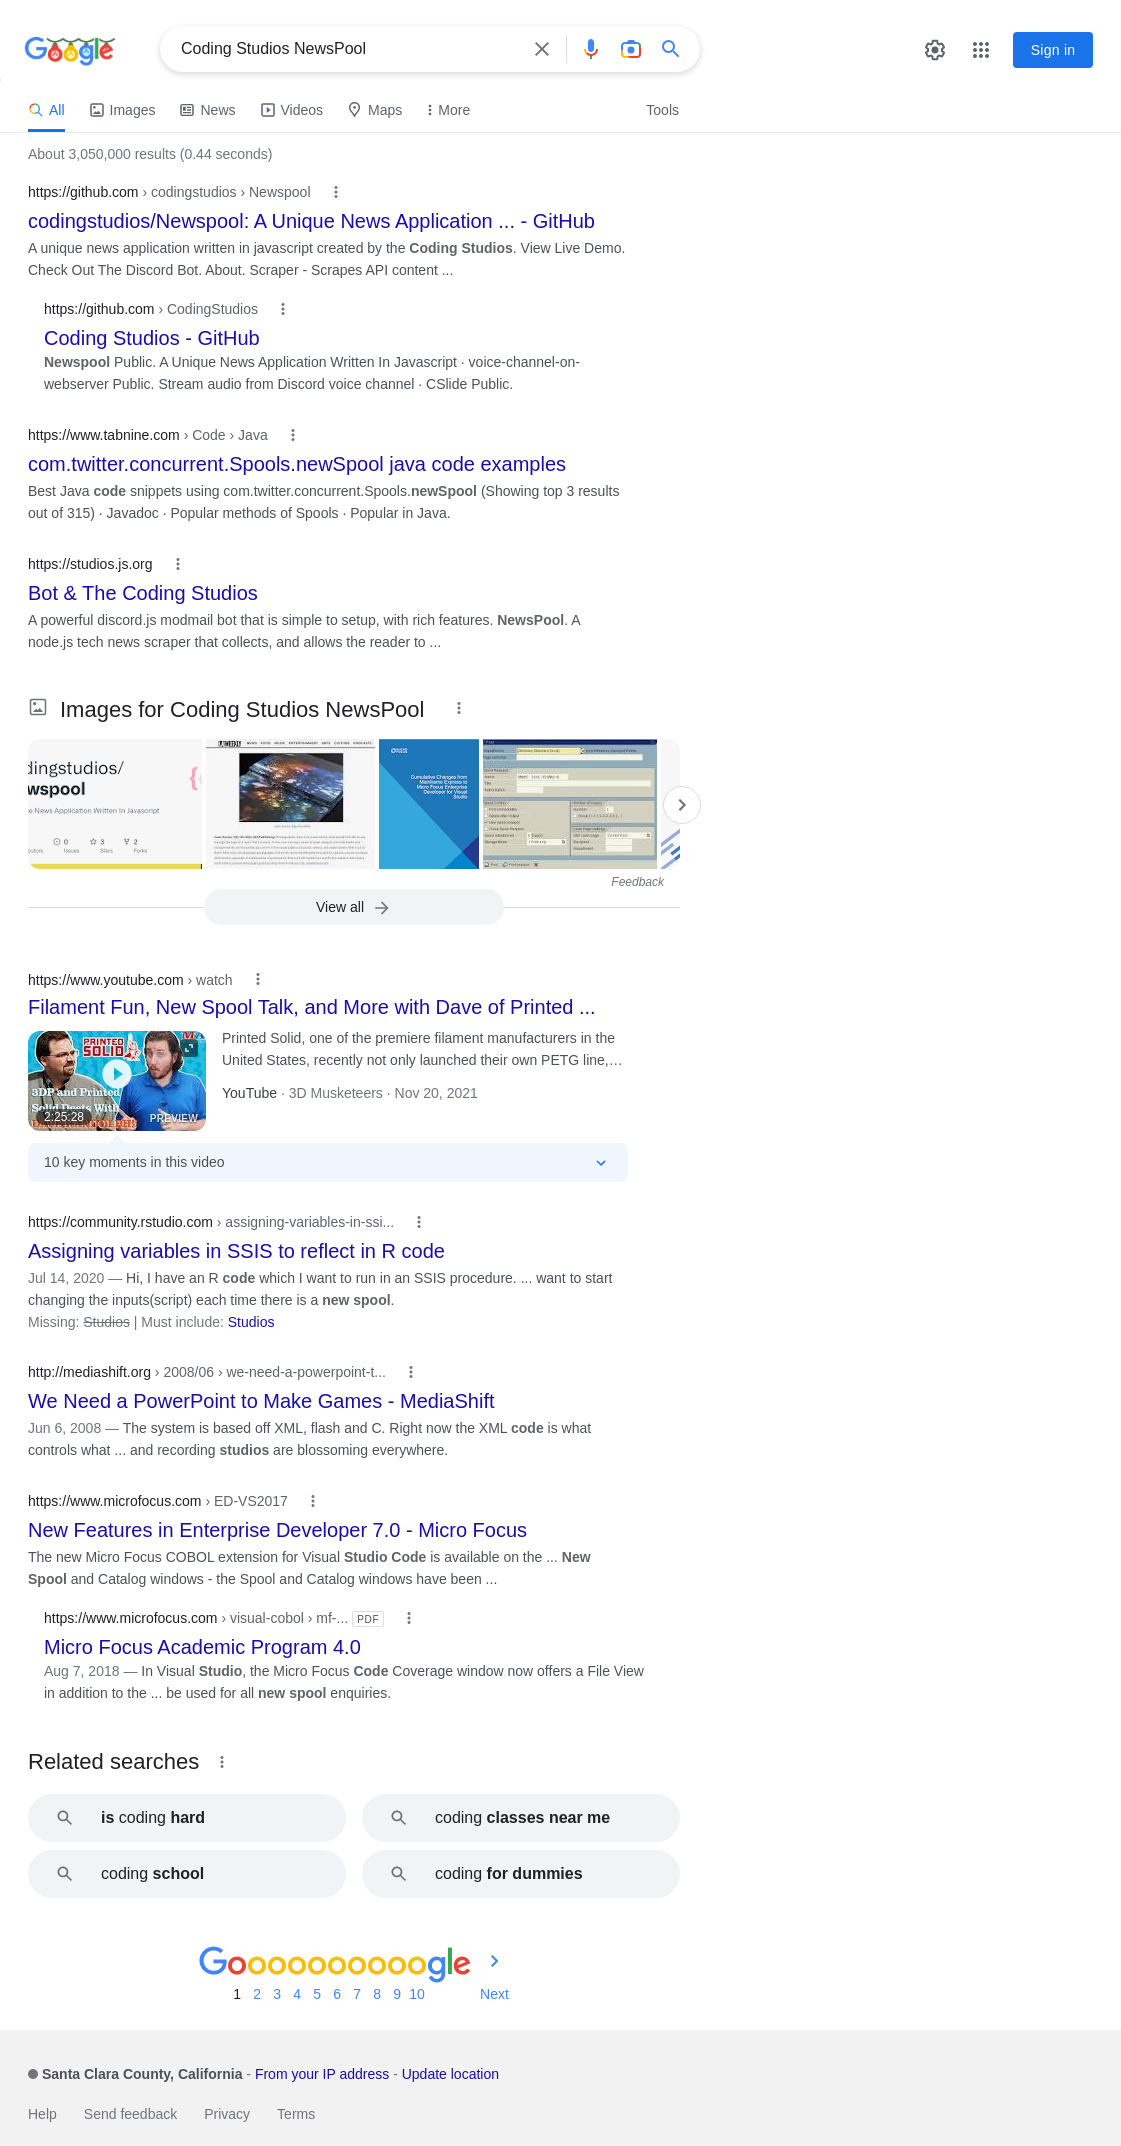 Google
Coding Studios NewsPool
Sign in
All Images News Videos Maps More Tools
About 3,050,000 results (0.44 seconds)
https://github.com › codingstudios › Newspool
codingstudios/Newspool: A Unique News Application ... - GitHub
A unique news application written in javascript created by the Coding Studios. View Live Demo.
Check Out The Discord Bot. About. Scraper - Scrapes API content ...
https://github.com › CodingStudios
Coding Studios - GitHub
Newspool Public. A Unique News Application Written In Javascript · voice-channel-on-
webserver Public. Stream audio from Discord voice channel · CSlide Public.
https://www.tabnine.com › Code › Java
com.twitter.concurrent.Spools.newSpool java code examples
Best Java code snippets using com.twitter.concurrent.Spools.newSpool (Showing top 3 results
out of 315) · Javadoc · Popular methods of Spools · Popular in Java.
https://studios.js.org
Bot & The Coding Studios
A powerful discord.js modmail bot that is simple to setup, with rich features. NewsPool. A
node.js tech news scraper that collects, and allows the reader to ...
Images for Coding Studios NewsPool
dingstudios/
wspool
e News Application Written In Javascript
Cumulative Changes from
Mainframe Express to
Micro Focus Enterprise
Developer for Visual
Studio
Feedback
View all
https://www.youtube.com › watch
Filament Fun, New Spool Talk, and More with Dave of Printed ...
PRINTED
SOLID
3DP and Printed
Solid Deets With
2:25:28
PREVIEW
Printed Solid, one of the premiere filament manufacturers in the
United States, recently not only launched their own PETG line,…
YouTube · 3D Musketeers · Nov 20, 2021
10 key moments in this video
https://community.rstudio.com › assigning-variables-in-ssi...
Assigning variables in SSIS to reflect in R code
Jul 14, 2020 — Hi, I have an R code which I want to run in an SSIS procedure. ... want to start
changing the inputs(script) each time there is a new spool.
Missing: Studios | Must include: Studios
http://mediashift.org › 2008/06 › we-need-a-powerpoint-t...
We Need a PowerPoint to Make Games - MediaShift
Jun 6, 2008 — The system is based off XML, flash and C. Right now the XML code is what
controls what ... and recording studios are blossoming everywhere.
https://www.microfocus.com › ED-VS2017
New Features in Enterprise Developer 7.0 - Micro Focus
The new Micro Focus COBOL extension for Visual Studio Code is available on the ... New
Spool and Catalog windows - the Spool and Catalog windows have been ...
https://www.microfocus.com › visual-cobol › mf-... PDF
Micro Focus Academic Program 4.0
Aug 7, 2018 — In Visual Studio, the Micro Focus Code Coverage window now offers a File View
in addition to the ... be used for all new spool enquiries.
Related searches
is coding hard
coding classes near me
coding school
coding for dummies
Goooooooooogle
1 2 3 4 5 6 7 8 9 10 Next
Santa Clara County, California - From your IP address - Update location
Help Send feedback Privacy Terms